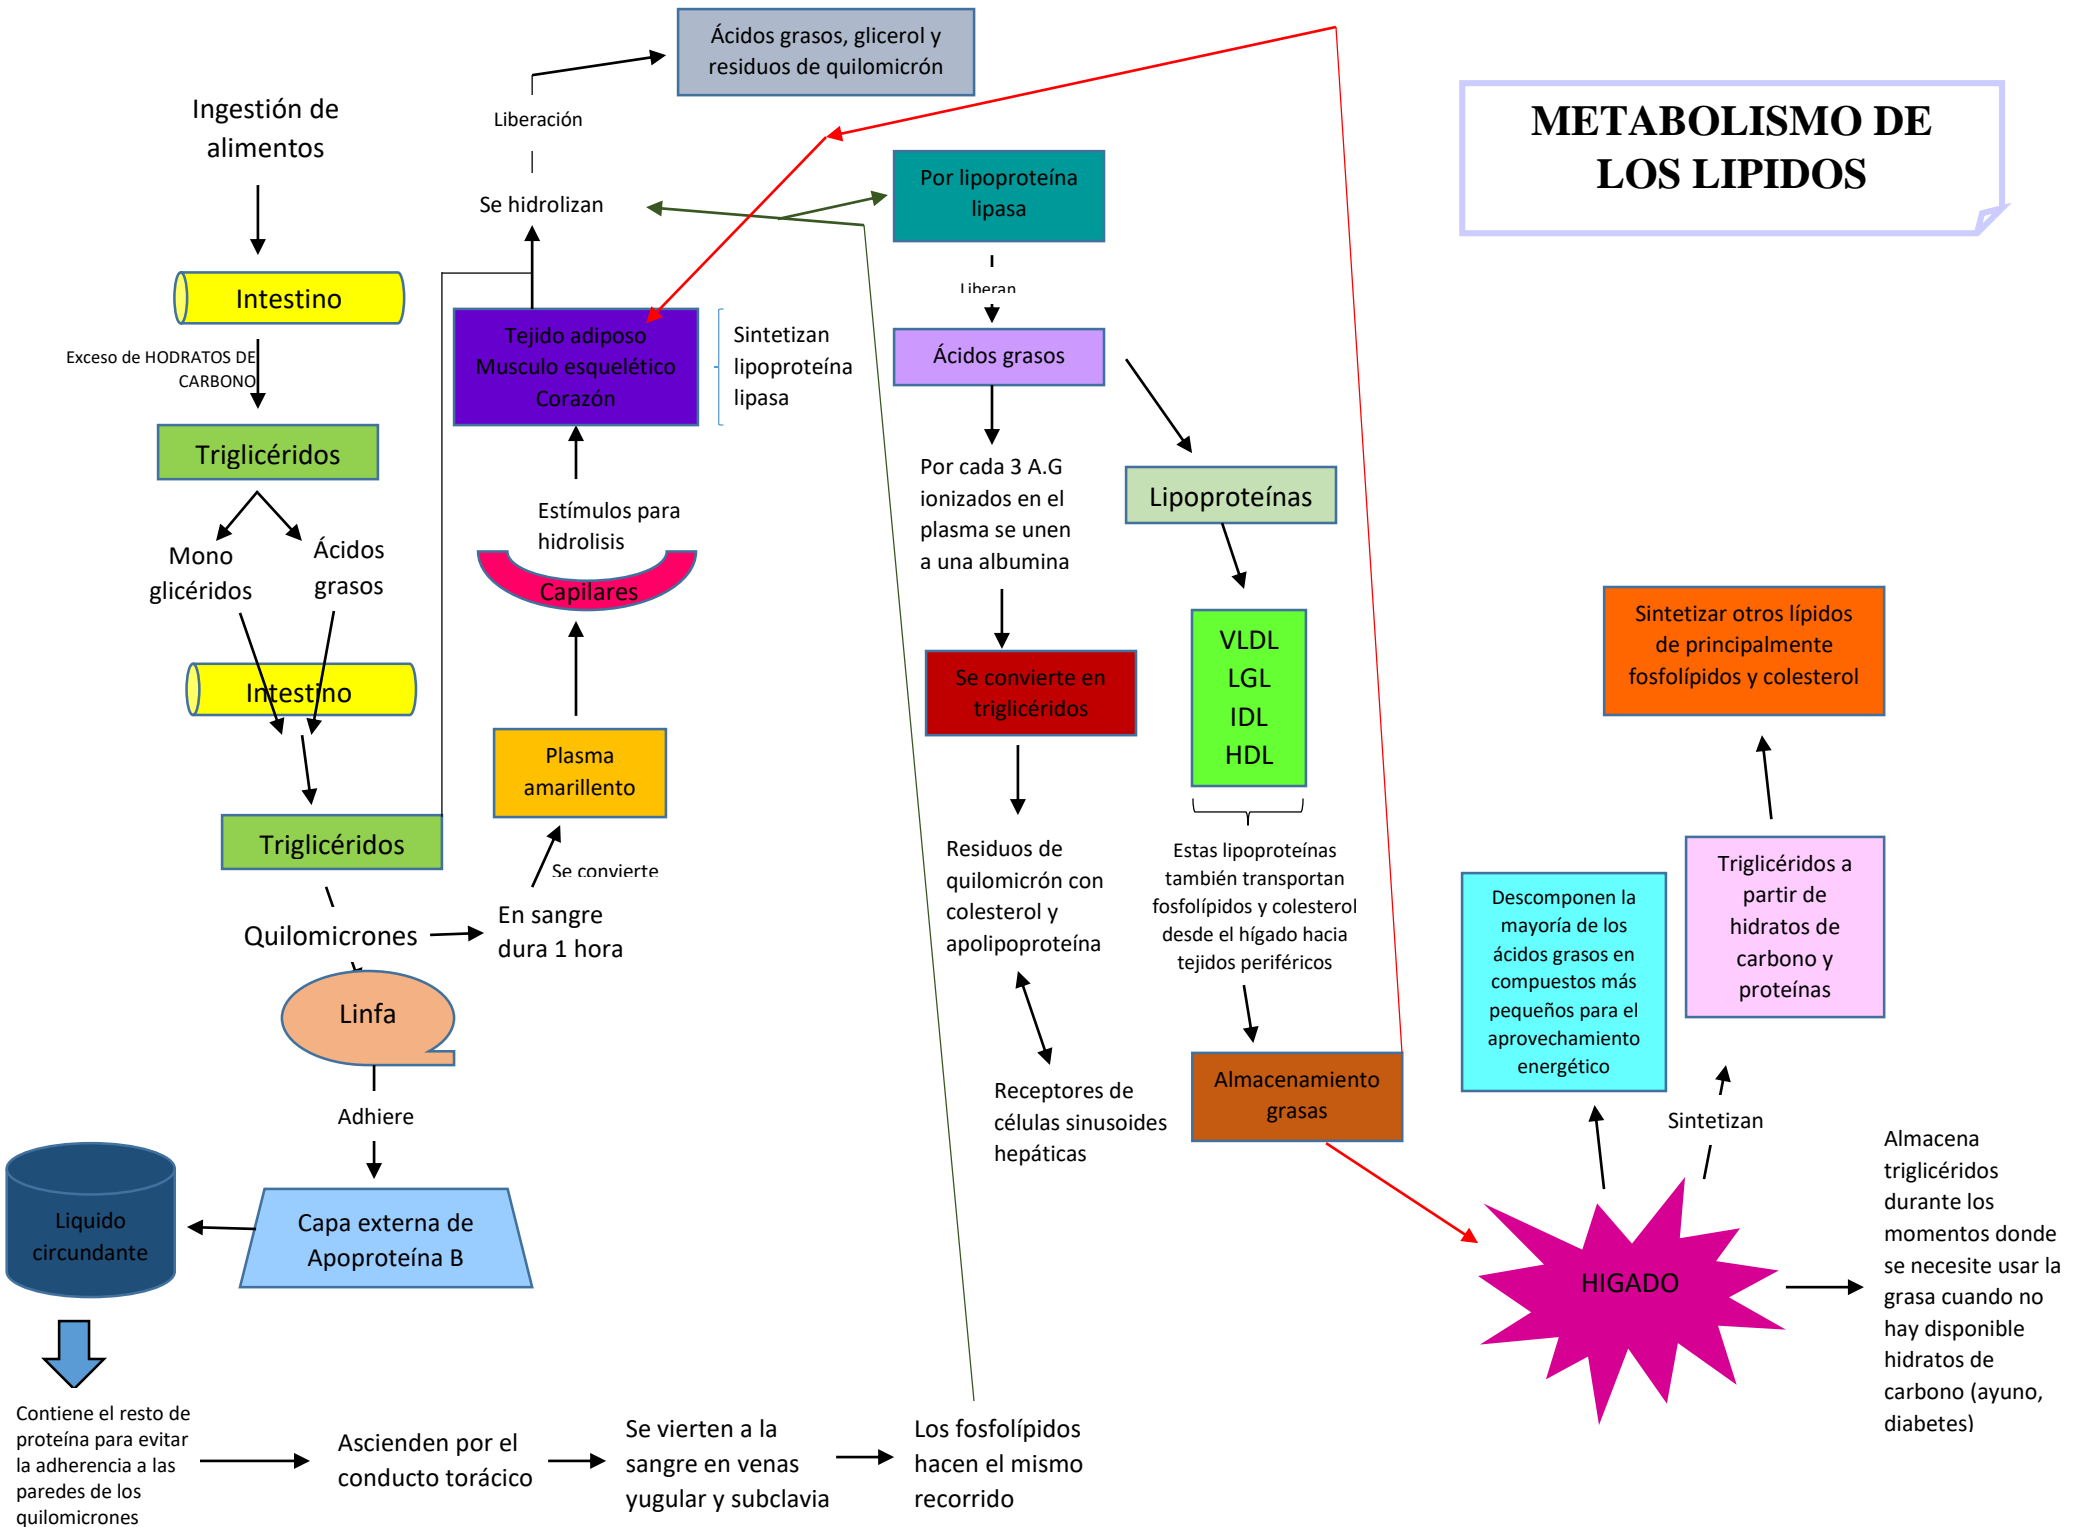 METABOLISMO DE
LOS LIPIDOS
Ingestión de
alimentos
Intestino
Exceso de HODRATOS DE
CARBONO
Triglicéridos
Mono
glicéridos
Ácidos
grasos
Intestino
Triglicéridos
Quilomicrones
En sangre
dura 1 hora
Se convierte
Linfa
Adhiere
Capa externa de
Apoproteína B
Liquido
circundante
Contiene el resto de
proteína para evitar
la adherencia a las
paredes de los
quilomicrones
Ascienden por el
conducto torácico
Se vierten a la
sangre en venas
yugular y subclavia
Los fosfolípidos
hacen el mismo
recorrido
Plasma
amarillento
Capilares
Estímulos para
hidrolisis
Tejido adiposo
Musculo esquelético
Corazón
Sintetizan
lipoproteína
lipasa
Se hidrolizan
Liberación
Ácidos grasos, glicerol y
residuos de quilomicrón
Por lipoproteína
lipasa
Liberan
Ácidos grasos
Por cada 3 A.G
ionizados en el
plasma se unen
a una albumina
Se convierte en
triglicéridos
Residuos de
quilomicrón con
colesterol y
apolipoproteína
Receptores de
células sinusoides
hepáticas
Lipoproteínas
VLDL
LGL
IDL
HDL
Estas lipoproteínas
también transportan
fosfolípidos y colesterol
desde el hígado hacia
tejidos periféricos
Almacenamiento
grasas
HIGADO
Descomponen la
mayoría de los
ácidos grasos en
compuestos más
pequeños para el
aprovechamiento
energético
Sintetizan
Triglicéridos a
partir de
hidratos de
carbono y
proteínas
Sintetizar otros lípidos
de principalmente
fosfolípidos y colesterol
Almacena
triglicéridos
durante los
momentos donde
se necesite usar la
grasa cuando no
hay disponible
hidratos de
carbono (ayuno,
diabetes)